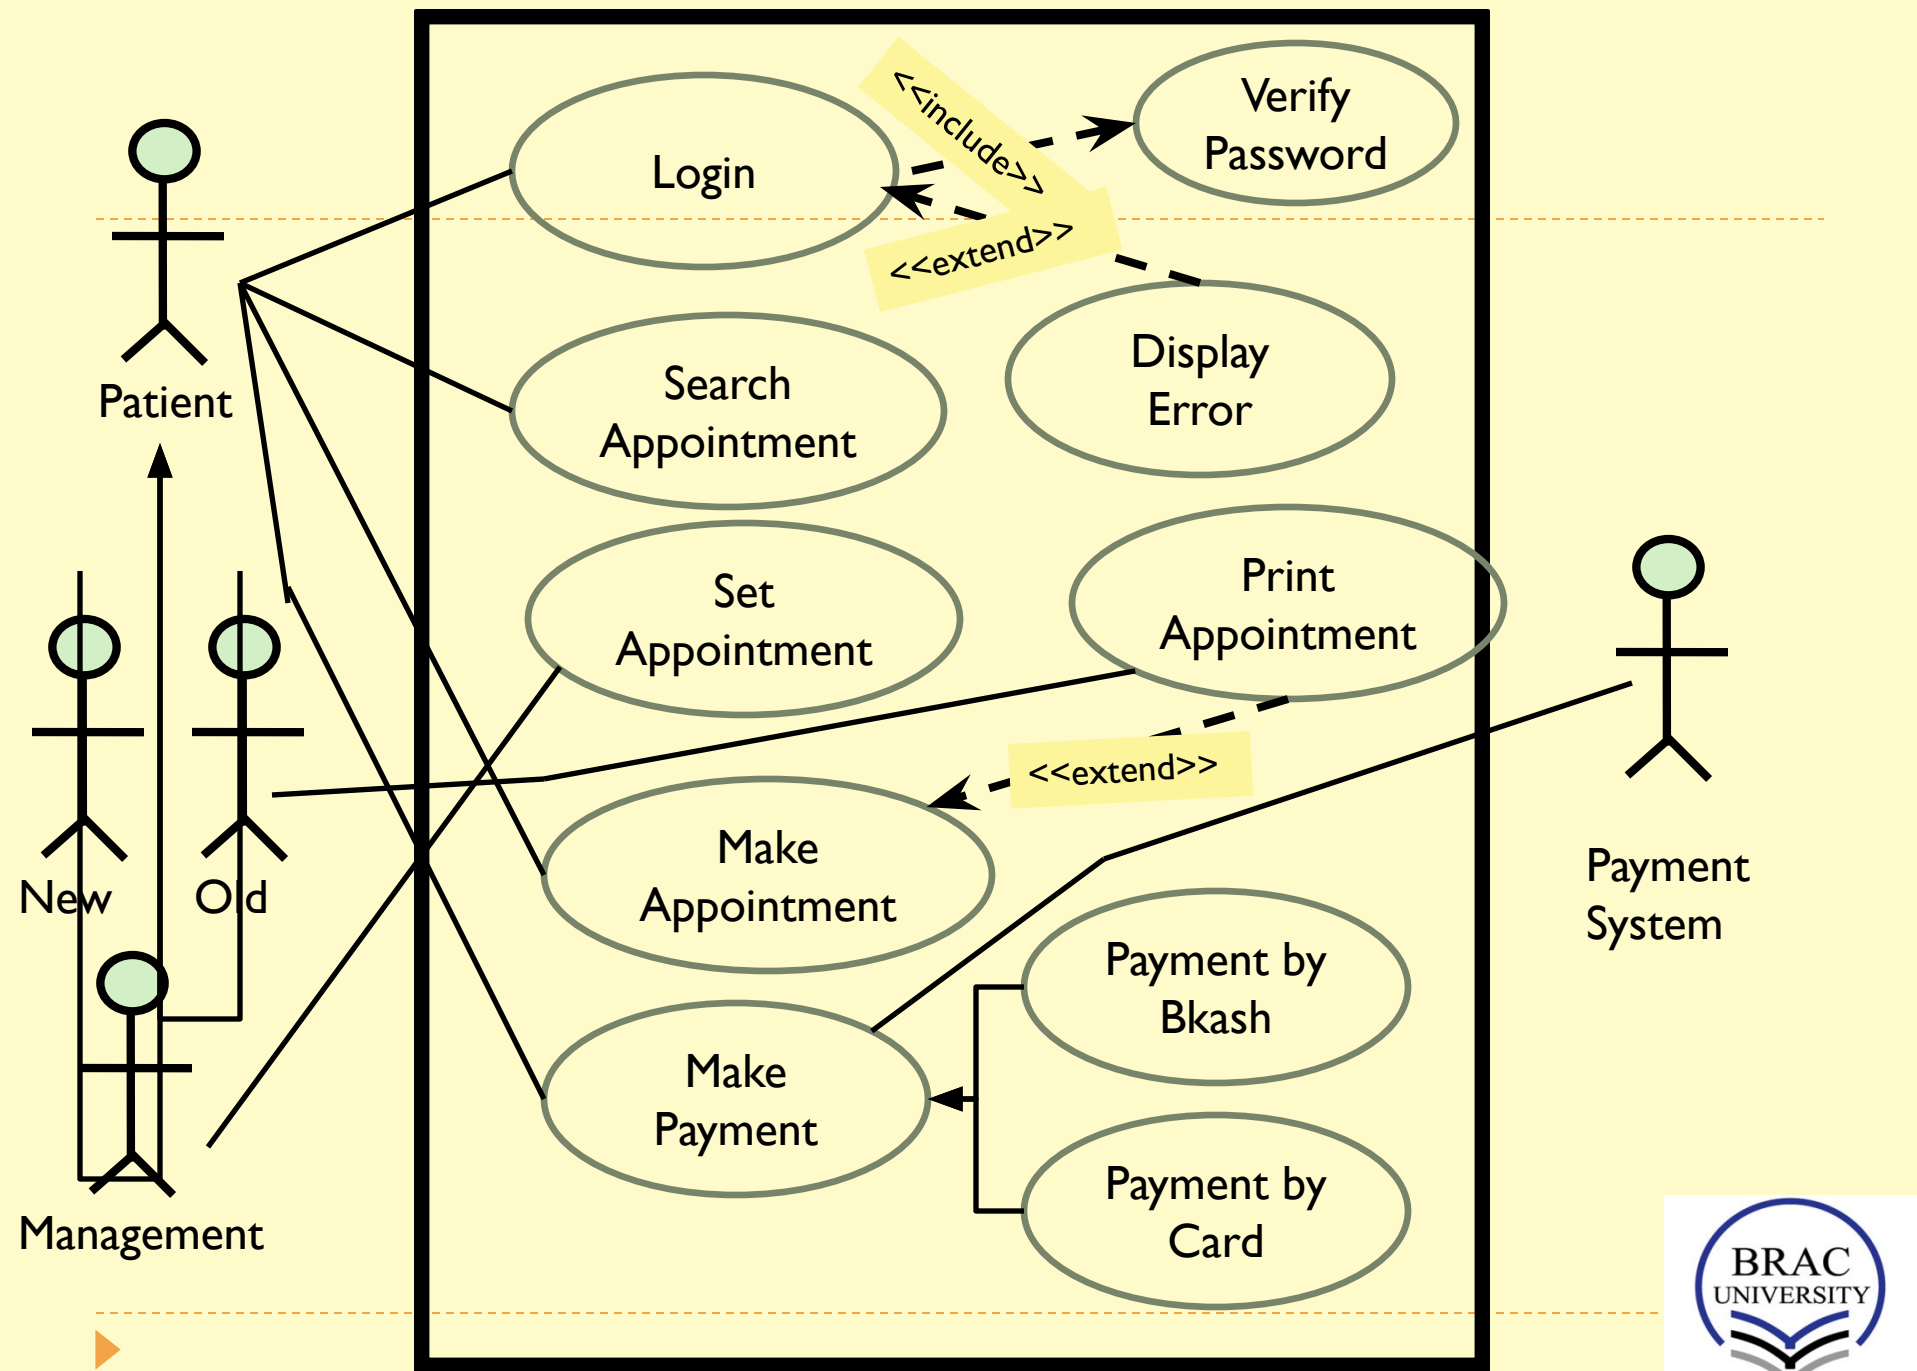 <<include>>
Verify
Password
Login
<<extend>>
Display
Error
Search
Appointment
Patient
Set
Appointment
Print
Appointment
<<extend>>
Make
Appointment
New
Old
Payment
System
Payment by
Bkash
Make
Payment
Payment by
Card
Management
BRAC
UNIVERSITY